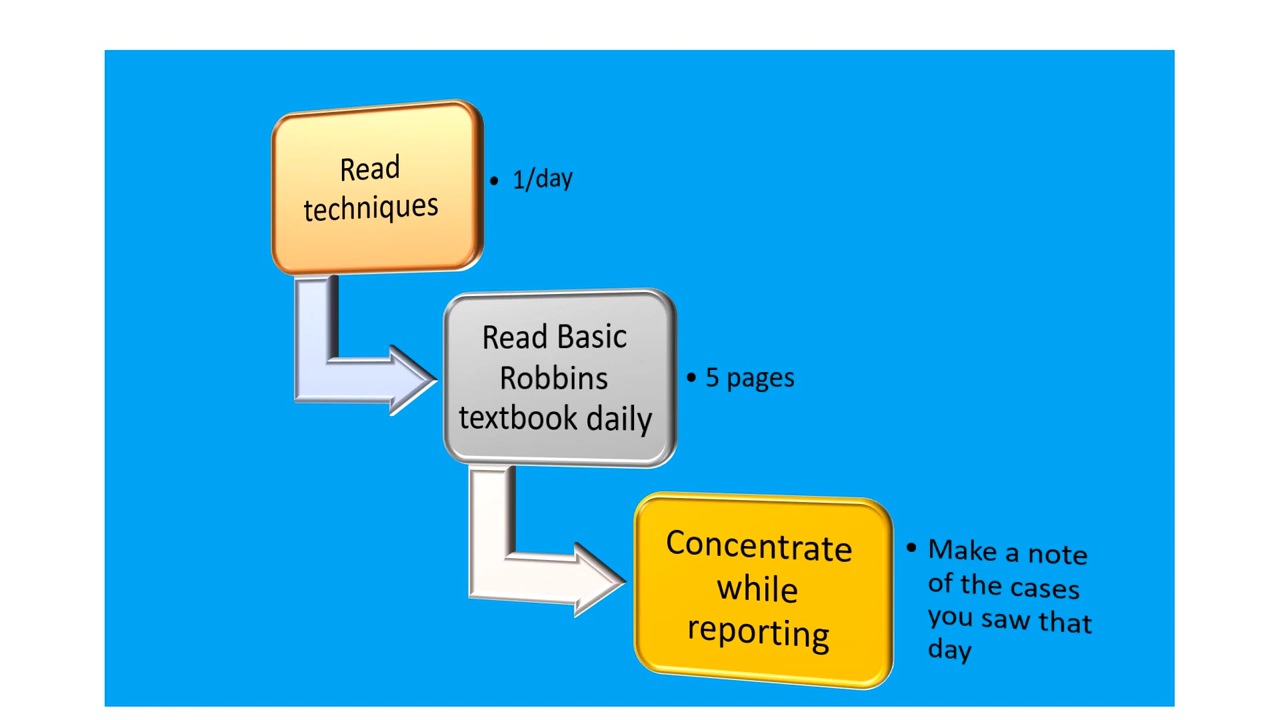 Read
techniques
• 1/day
Read Basic
Robbins
textbook daily
• 5 pages
Concentrate
while
reporting
• Make a note
of the cases
you saw that
day